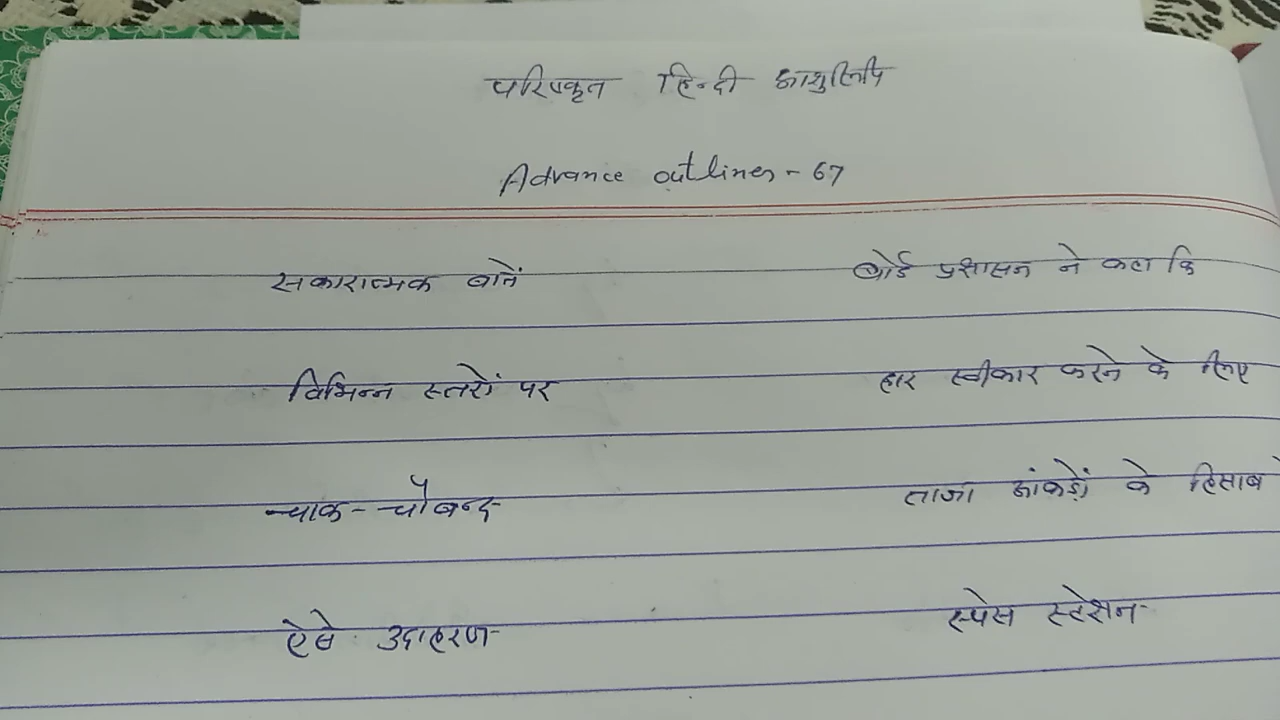 परिष्कृत हिन्दी आशुलिपि
Advance outlines - 67
सकारात्मक बातें
बोर्ड प्रशासन ने कहा कि
विभिन्न स्तरों पर
हार स्वीकार करने के लिए
चाक - चौबन्द
ताजा आंकड़ों के हिसाब
ऐसे उदाहरण
स्पेस स्टेशन